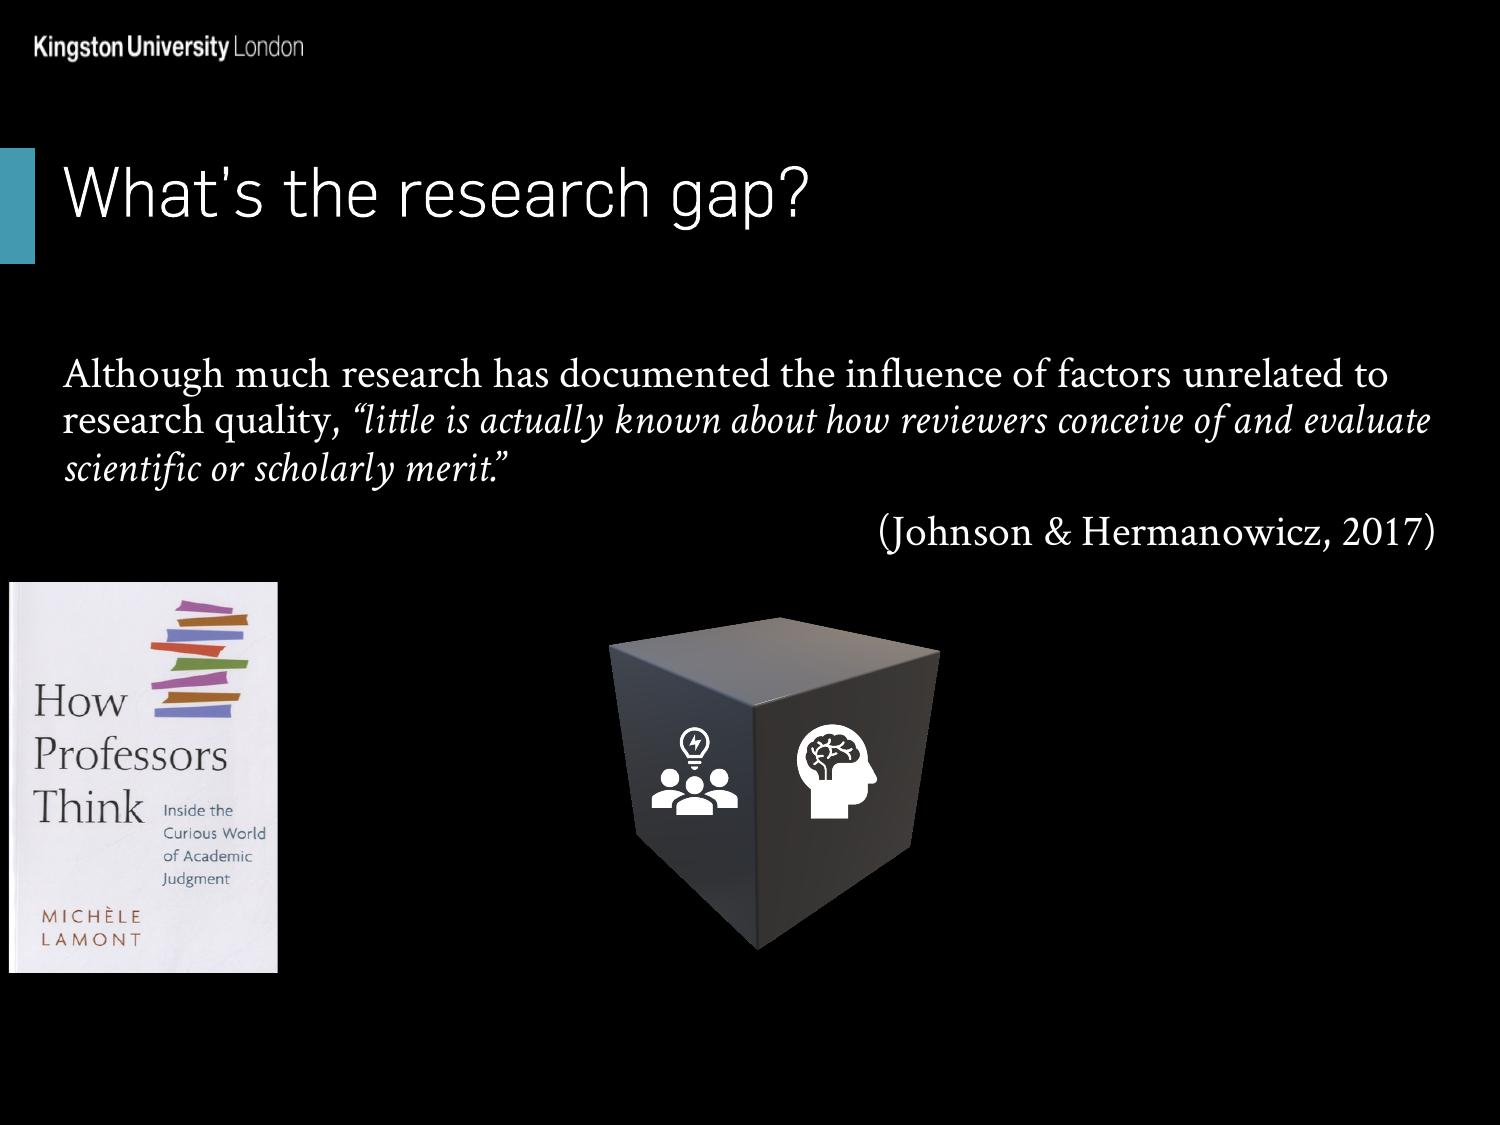 Kingston University London
What’s the research gap?
Although much research has documented the influence of factors unrelated to
research quality, “little is actually known about how reviewers conceive of and evaluate
scientific or scholarly merit.”
(Johnson & Hermanowicz, 2017)
How
Professors
Think
Inside the
Curious World
of Academic
Judgment
MICHÈLE
LAMONT